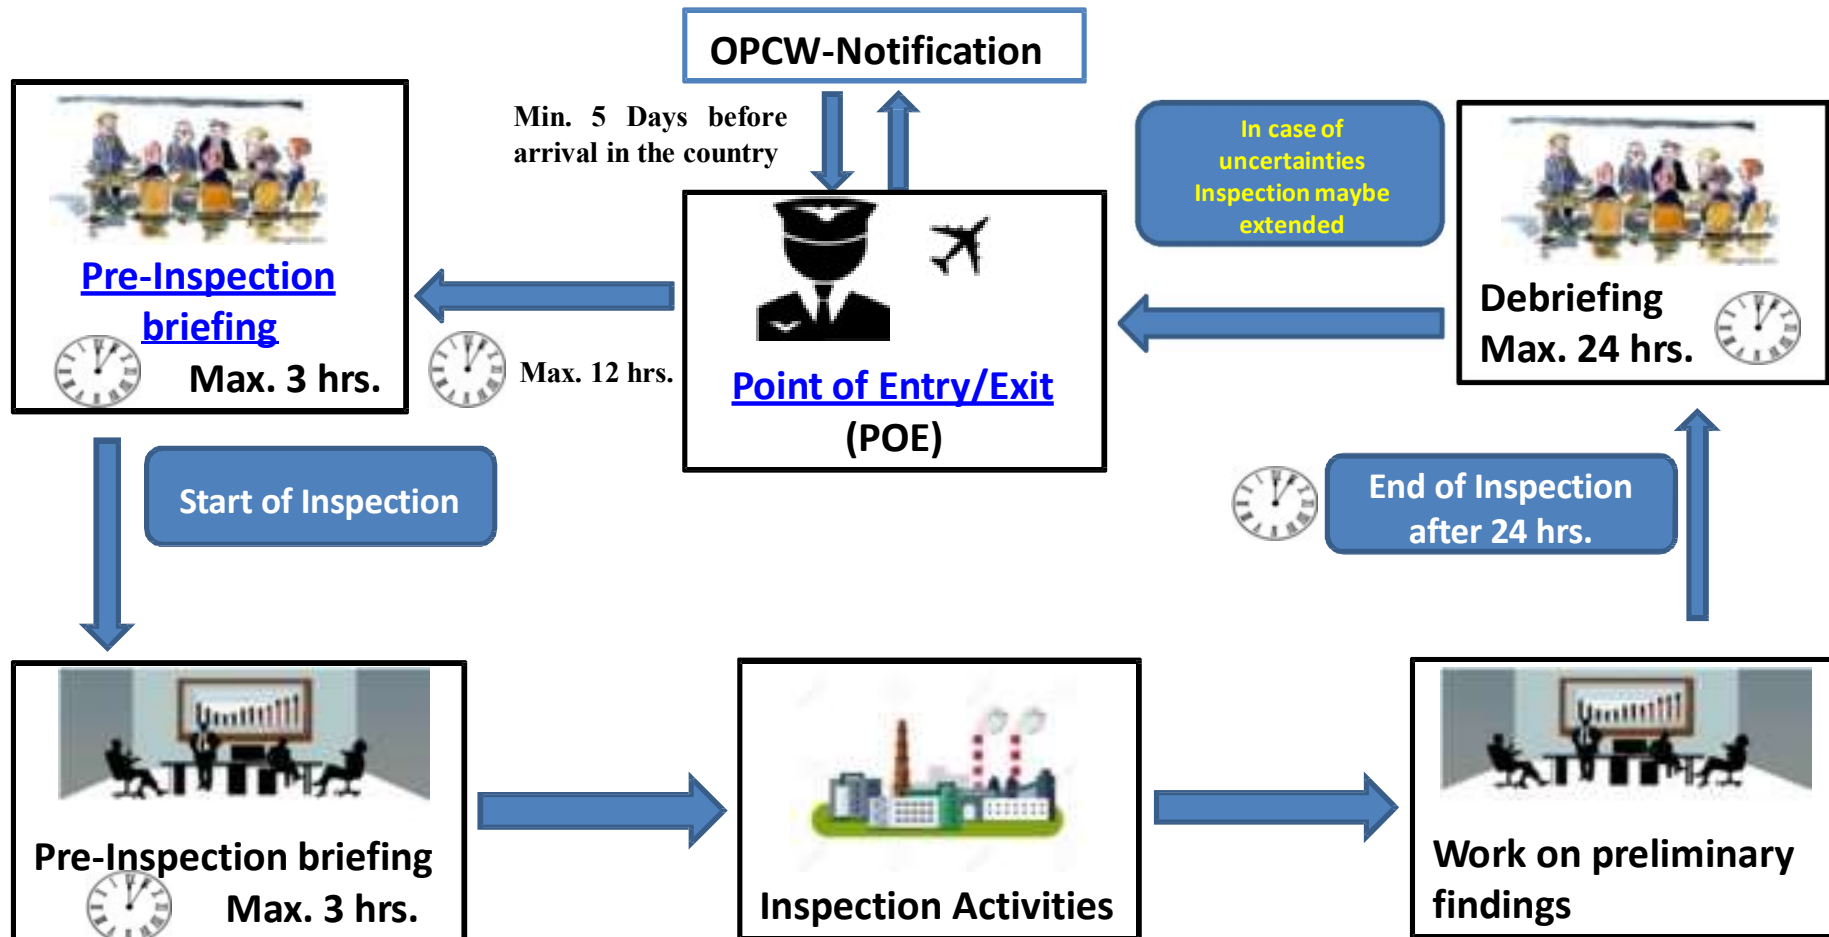 OPCW-Notification
Min. 5 Days before
arrival in the country
In case of
uncertainties
Inspection maybe
extended
Pre-Inspection
briefing
Max. 3 hrs.
Max. 12 hrs.
Point of Entry/Exit
(POE)
Debriefing
Max. 24 hrs.
Start of Inspection
End of Inspection
after 24 hrs.
Pre-Inspection briefing
Max. 3 hrs.
Inspection Activities
Work on preliminary
findings